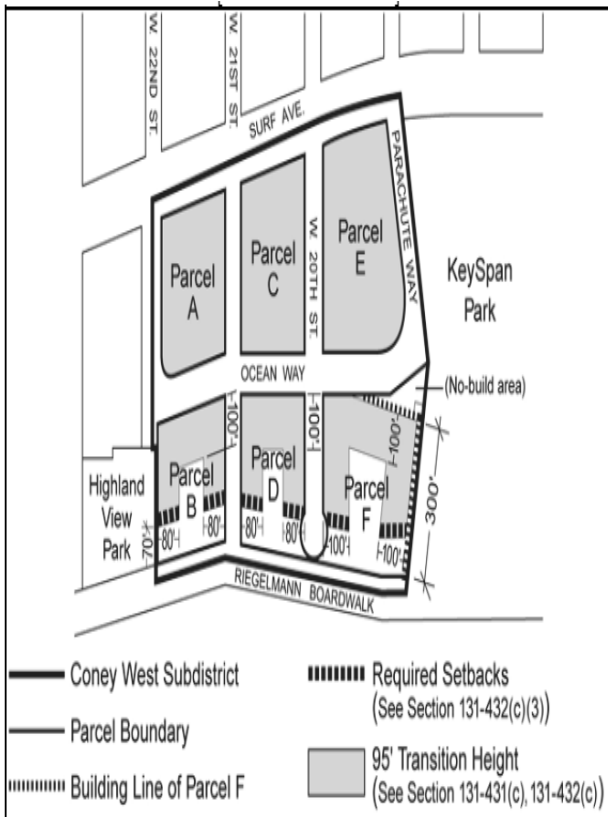 W. 22ND ST.
W. 21ST ST.
SURF AVE.
PARACHUTE WAY
Parcel
A
Parcel
C
W. 20TH ST.
Parcel
E
KeySpan
Park
OCEAN WAY
(No-build area)
100'
100'
100'
Highland
View
Park
Parcel
B
Parcel
D
Parcel
F
300'
70'
80'
80'
80'
80'
100'
100'
RIEGELMANN BOARDWALK
Coney West Subdistrict
Parcel Boundary
Building Line of Parcel F
Required Setbacks
(See Section 131-432(c)(3))
95' Transition Height
(See Section 131-431(c), 131-432(c))